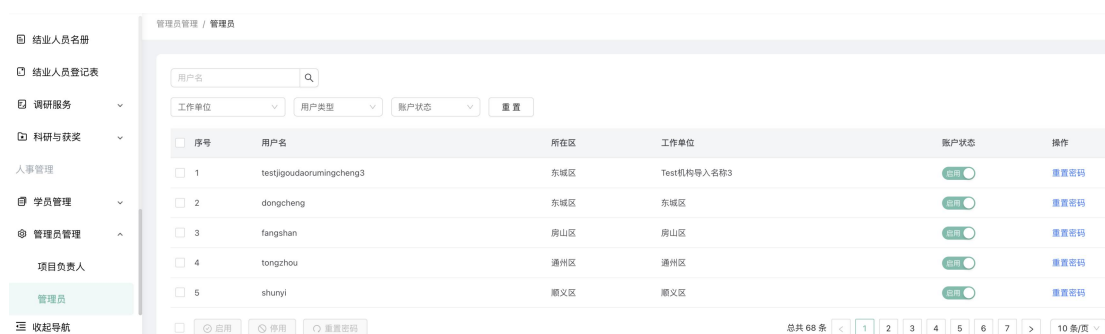 管理员管理 / 管理员
结业人员名册
结业人员登记表
调研服务
科研与获奖
人事管理
学员管理
管理员管理
项目负责人
管理员
收起导航
用户名
工作单位 用户类型 账户状态 重 置
序号 用户名 所在区 工作单位 账户状态 操作
1 testjigoudaorumingcheng3 东城区 Test机构导入名称3 启用 重置密码
2 dongcheng 东城区 东城区 启用 重置密码
3 fangshan 房山区 房山区 启用 重置密码
4 tongzhou 通州区 通州区 启用 重置密码
5 shunyi 顺义区 顺义区 启用 重置密码
启用 停用 重置密码 总共 68 条 < 1 2 3 4 5 6 7 > 10 条/页